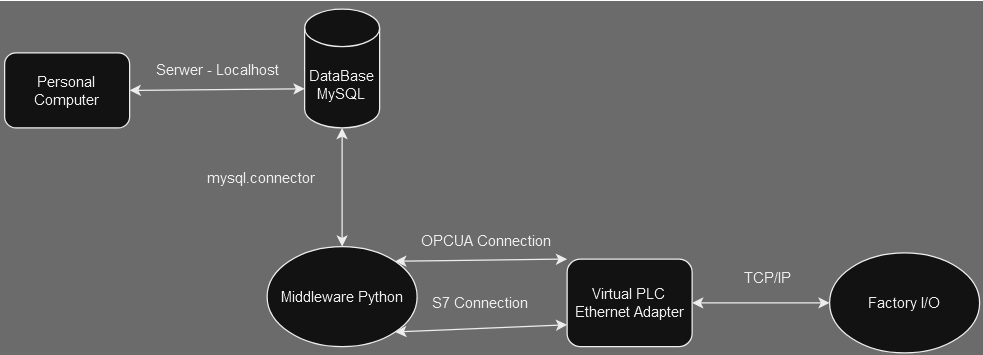 Serwer - Localhost
Personal
Computer
DataBase
MySQL
mysql.connector
OPCUA Connection
Middleware Python
S7 Connection
Virtual PLC
Ethernet Adapter
TCP/IP
Factory I/O